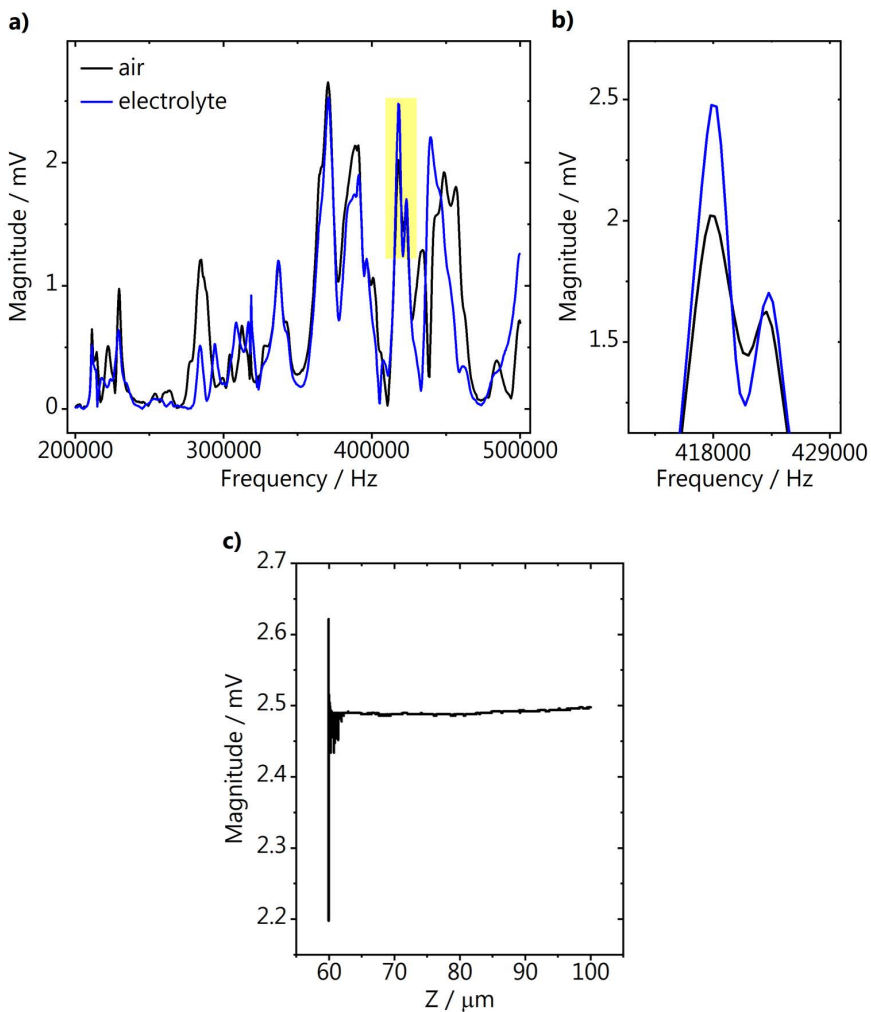 a)
air
electrolyte
Magnitude / mV
2
1
0
200000 300000 400000 500000
Frequency / Hz
b)
Magnitude / mV
2.5
2
1.5
418000 429000
Frequency / Hz
c)
Magnitude / mV
2.7
2.6
2.5
2.4
2.3
2.2
60 70 80 90 100
Z / μm